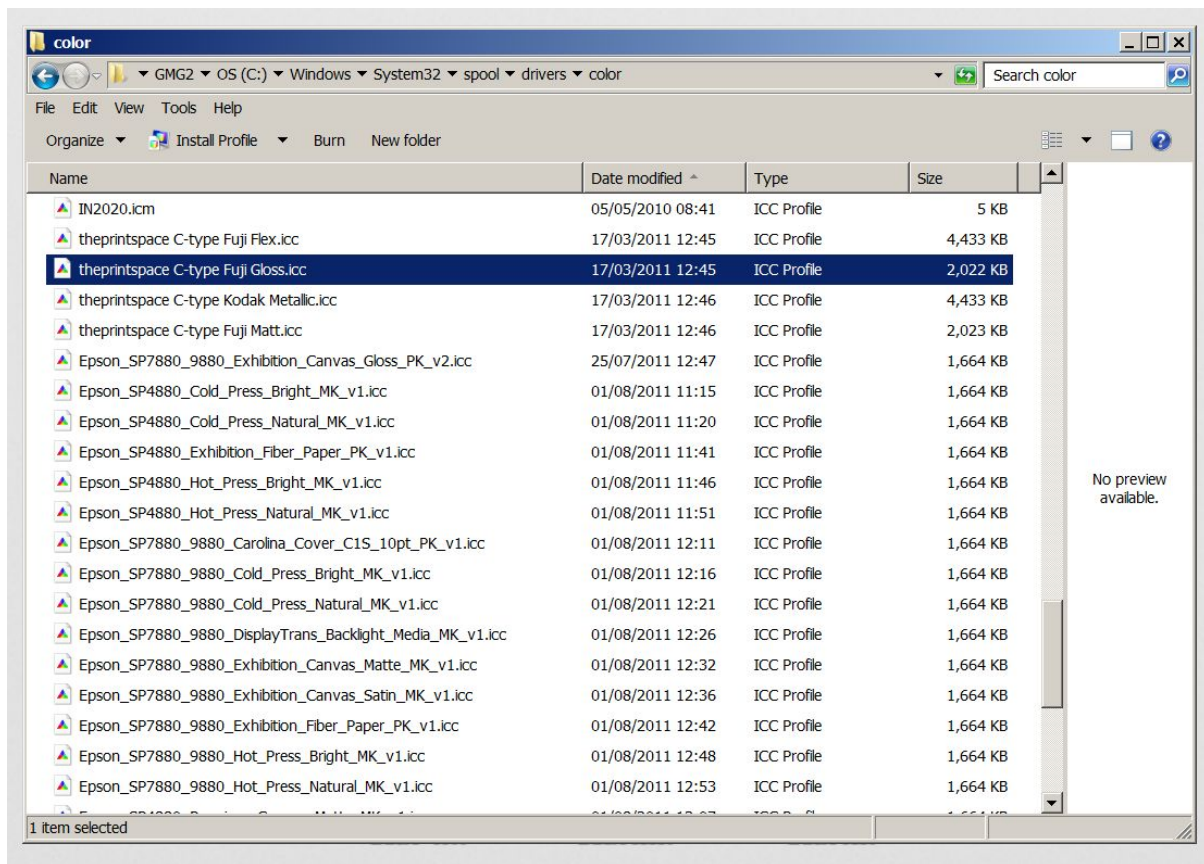 color
GMG2 OS (C:) Windows System32 spool drivers color Search color
File Edit View Tools Help
Organize Install Profile Burn New folder
Name Date modified Type Size
IN2020.icm 05/05/2010 08:41 ICC Profile 5 KB
theprintspace C-type Fuji Flex.icc 17/03/2011 12:45 ICC Profile 4,433 KB
theprintspace C-type Fuji Gloss.icc 17/03/2011 12:45 ICC Profile 2,022 KB
theprintspace C-type Kodak Metallic.icc 17/03/2011 12:46 ICC Profile 4,433 KB
theprintspace C-type Fuji Matt.icc 17/03/2011 12:46 ICC Profile 2,023 KB
Epson_SP7880_9880_Exhibition_Canvas_Gloss_PK_v2.icc 25/07/2011 12:47 ICC Profile 1,664 KB
Epson_SP4880_Cold_Press_Bright_MK_v1.icc 01/08/2011 11:15 ICC Profile 1,664 KB
Epson_SP4880_Cold_Press_Natural_MK_v1.icc 01/08/2011 11:20 ICC Profile 1,664 KB
Epson_SP4880_Exhibition_Fiber_Paper_PK_v1.icc 01/08/2011 11:41 ICC Profile 1,664 KB
Epson_SP4880_Hot_Press_Bright_MK_v1.icc 01/08/2011 11:46 ICC Profile 1,664 KB
Epson_SP4880_Hot_Press_Natural_MK_v1.icc 01/08/2011 11:51 ICC Profile 1,664 KB
Epson_SP7880_9880_Carolina_Cover_C1S_10pt_PK_v1.icc 01/08/2011 12:11 ICC Profile 1,664 KB
Epson_SP7880_9880_Cold_Press_Bright_MK_v1.icc 01/08/2011 12:16 ICC Profile 1,664 KB
Epson_SP7880_9880_Cold_Press_Natural_MK_v1.icc 01/08/2011 12:21 ICC Profile 1,664 KB
Epson_SP7880_9880_DisplayTrans_Backlight_Media_MK_v1.icc 01/08/2011 12:26 ICC Profile 1,664 KB
Epson_SP7880_9880_Exhibition_Canvas_Matte_MK_v1.icc 01/08/2011 12:32 ICC Profile 1,664 KB
Epson_SP7880_9880_Exhibition_Canvas_Satin_MK_v1.icc 01/08/2011 12:36 ICC Profile 1,664 KB
Epson_SP7880_9880_Exhibition_Fiber_Paper_PK_v1.icc 01/08/2011 12:42 ICC Profile 1,664 KB
Epson_SP7880_9880_Hot_Press_Bright_MK_v1.icc 01/08/2011 12:48 ICC Profile 1,664 KB
Epson_SP7880_9880_Hot_Press_Natural_MK_v1.icc 01/08/2011 12:53 ICC Profile 1,664 KB
No preview
available.
1 item selected